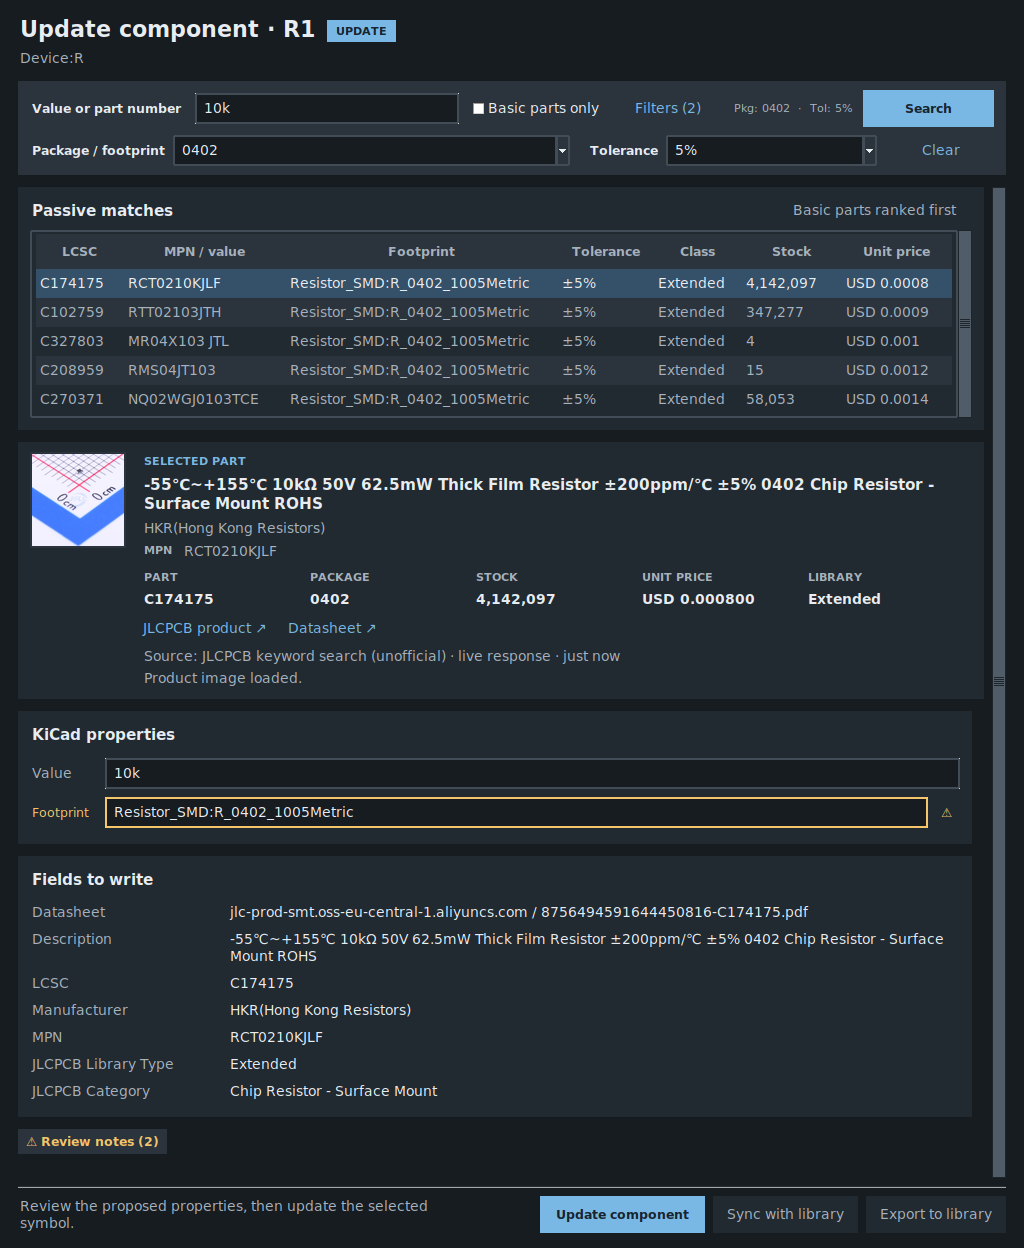 Update component · R1 UPDATE
Device:R
Value or part number 10k Basic parts only Filters (2) Pkg: 0402 · Tol: 5% Search
Package / footprint 0402 Tolerance 5% Clear
Passive matches Basic parts ranked first
LCSC MPN / value Footprint Tolerance Class Stock Unit price
C174175 RCT0210KJLF Resistor_SMD:R_0402_1005Metric ±5% Extended 4,142,097 USD 0.0008
C102759 RTT02103JTH Resistor_SMD:R_0402_1005Metric ±5% Extended 347,277 USD 0.0009
C327803 MR04X103 JTL Resistor_SMD:R_0402_1005Metric ±5% Extended 4 USD 0.001
C208959 RMS04JT103 Resistor_SMD:R_0402_1005Metric ±5% Extended 15 USD 0.0012
C270371 NQ02WGJ0103TCE Resistor_SMD:R_0402_1005Metric ±5% Extended 58,053 USD 0.0014
0cm 0cm
SELECTED PART
-55℃~+155℃ 10kΩ 50V 62.5mW Thick Film Resistor ±200ppm/℃ ±5% 0402 Chip Resistor -
Surface Mount ROHS
HKR(Hong Kong Resistors)
MPN RCT0210KJLF
PART PACKAGE STOCK UNIT PRICE LIBRARY
C174175 0402 4,142,097 USD 0.000800 Extended
JLCPCB product ↗ Datasheet ↗
Source: JLCPCB keyword search (unofficial) · live response · just now
Product image loaded.
KiCad properties
Value 10k
Footprint Resistor_SMD:R_0402_1005Metric ⚠
Fields to write
Datasheet jlc-prod-smt.oss-eu-central-1.aliyuncs.com / 8756494591644450816-C174175.pdf
Description -55℃~+155℃ 10kΩ 50V 62.5mW Thick Film Resistor ±200ppm/℃ ±5% 0402 Chip Resistor - Surface
Mount ROHS
LCSC C174175
Manufacturer HKR(Hong Kong Resistors)
MPN RCT0210KJLF
JLCPCB Library Type Extended
JLCPCB Category Chip Resistor - Surface Mount
⚠ Review notes (2)
Review the proposed properties, then update the selected
symbol.
Update component Sync with library Export to library